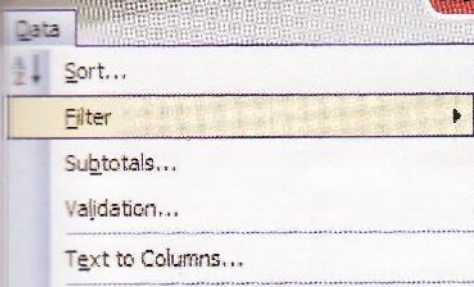 Data
Sort...
Filter
Subtotals...
Validation...
Text to Columns...